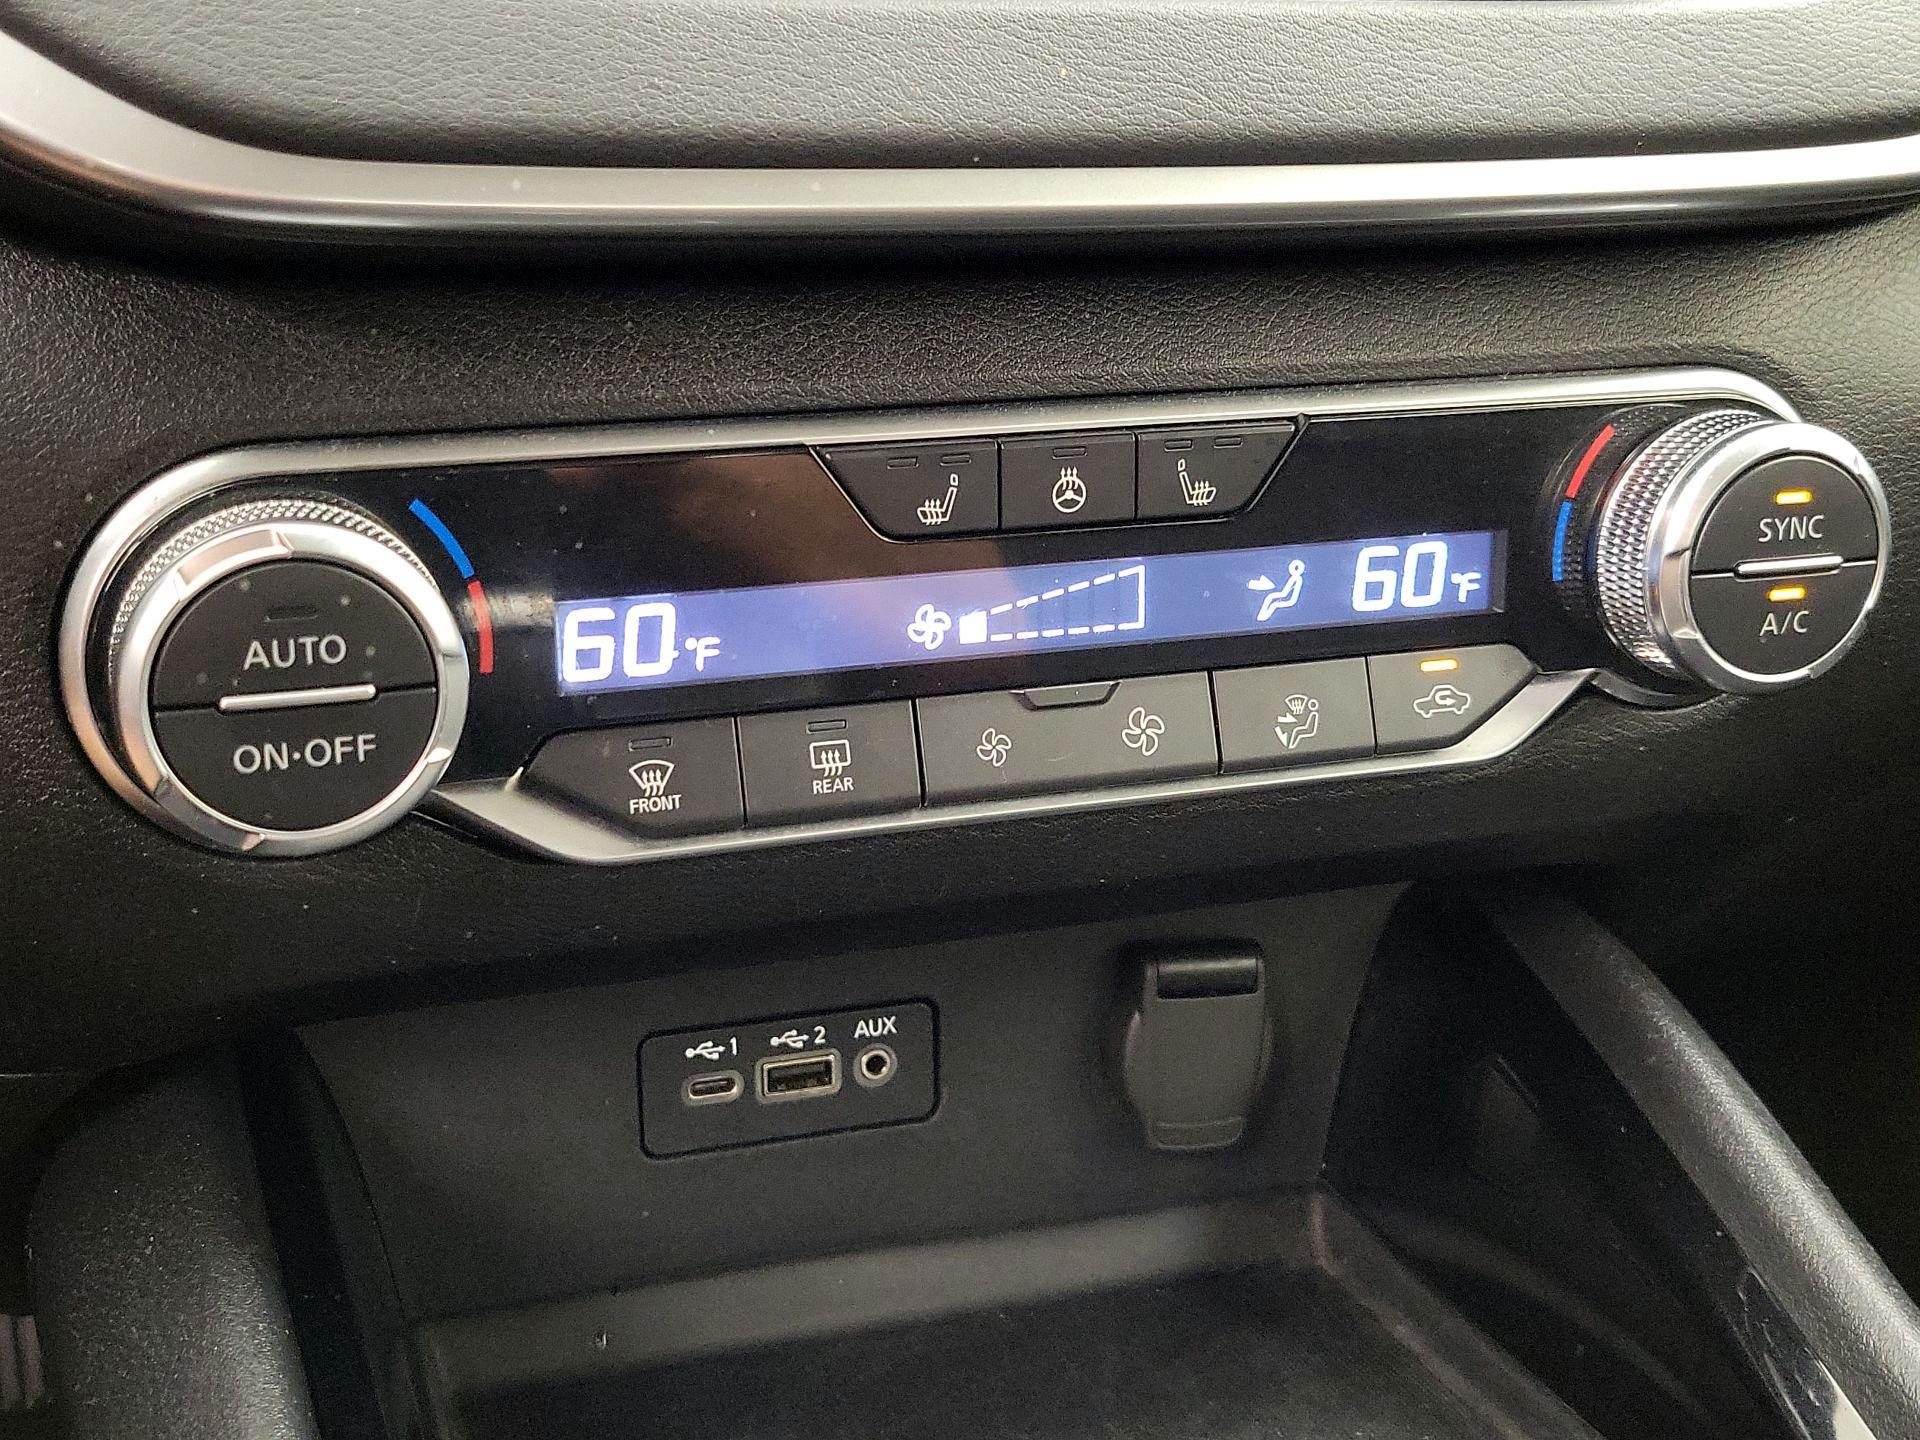 AUTO
ON·OFF
60°F
60°F
SYNC
A/C
FRONT
REAR
1
2
AUX